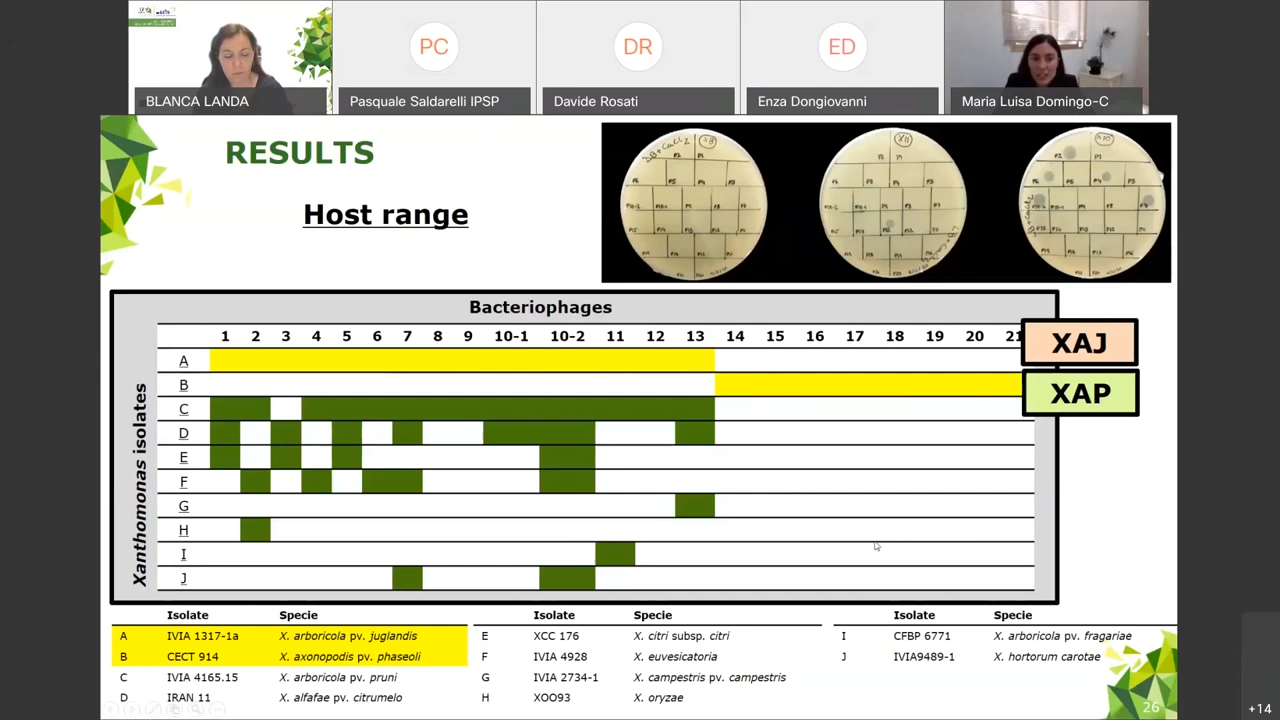 BLANCA LANDA
PC
Pasquale Saldarelli IPSP
DR
Davide Rosati
ED
Enza Dongiovanni
Maria Luisa Domingo-C
RESULTS
Host range
Bacteriophages
1 2 3 4 5 6 7 8 9 10-1 10-2 11 12 13 14 15 16 17 18 19 20 21
XAJ
XAP
Xanthomonas isolates
A
B
C
D
E
F
G
H
I
J
Isolate Specie
A IVIA 1317-1a X. arboricola pv. juglandis
B CECT 914 X. axonopodis pv. phaseoli
C IVIA 4165.15 X. arboricola pv. pruni
D IRAN 11 X. alfafae pv. citrumelo
Isolate Specie
E XCC 176 X. citri subsp. citri
F IVIA 4928 X. euvesicatoria
G IVIA 2734-1 X. campestris pv. campestris
H XOO93 X. oryzae
Isolate Specie
I CFBP 6771 X. arboricola pv. fragariae
J IVIA9489-1 X. hortorum carotae
26
+14